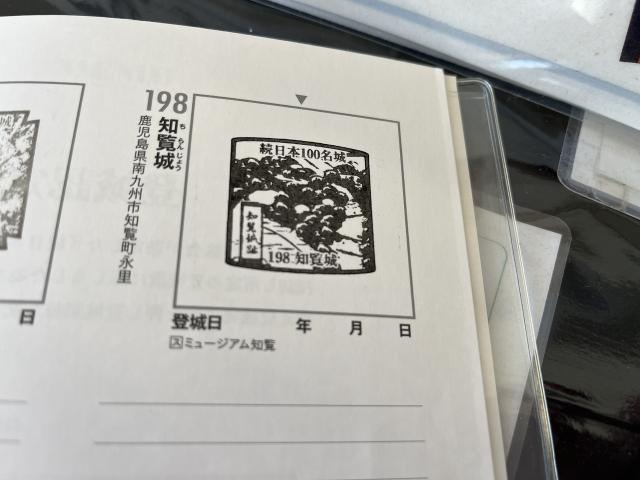 198
知覧城
ちらんじょう
鹿児島県南九州市知覧町永里
続日本100名城
知覧城址
198 知覧城
登城日 年 月 日
スミュージアム知覧
日